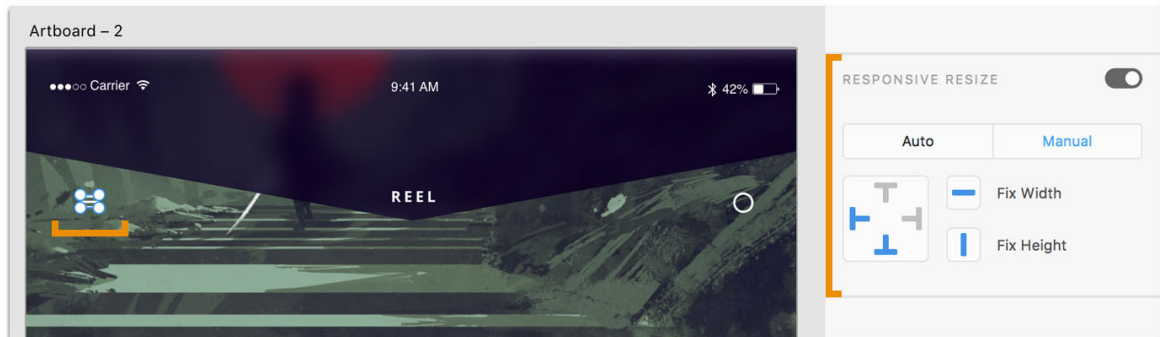 Artboard – 2
Carrier
9:41 AM
42%
REEL
RESPONSIVE RESIZE
Auto
Manual
Fix Width
Fix Height